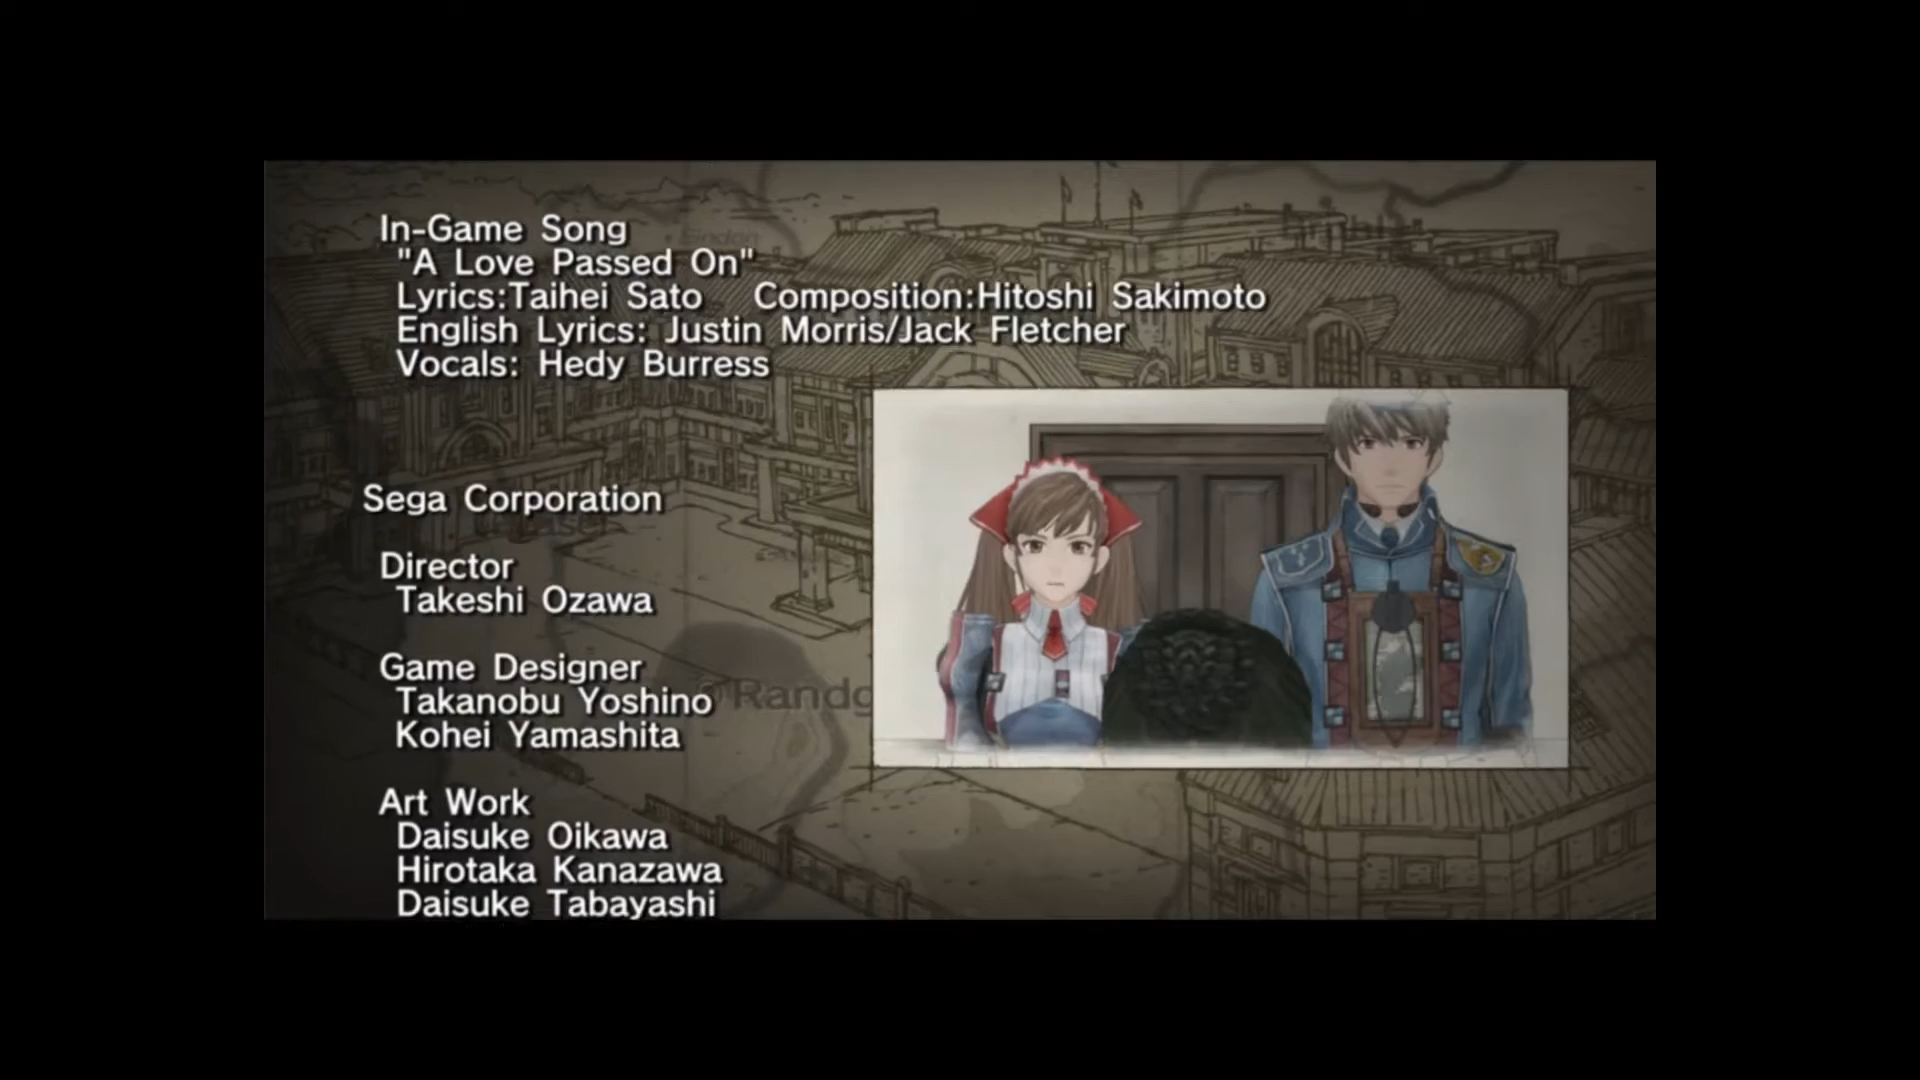 In-Game Song
"A Love Passed On"
Lyrics:Taihei Sato Composition:Hitoshi Sakimoto
English Lyrics: Justin Morris/Jack Fletcher
Vocals: Hedy Burress
Sega Corporation
Director
Takeshi Ozawa
Game Designer
Takanobu Yoshino
Kohei Yamashita
Randg
Art Work
Daisuke Oikawa
Hirotaka Kanazawa
Daisuke Tabayashi